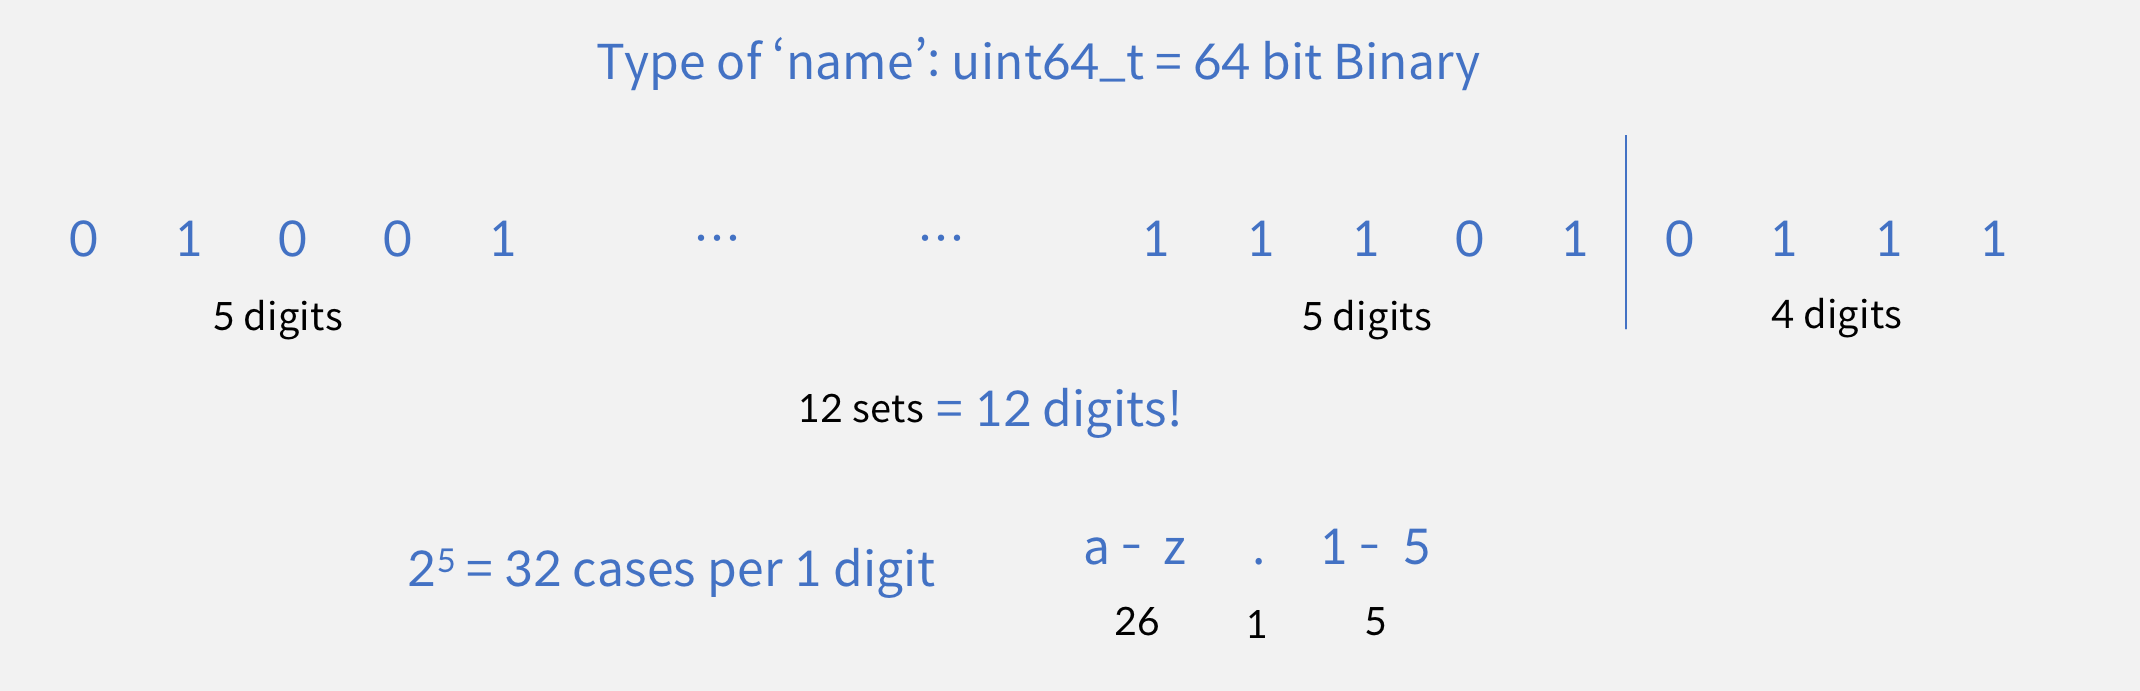 Type of ‘name’: uint64_t = 64 bit Binary
0 1 0 0 1 ··· ··· 1 1 1 0 1 0 1 1 1
5 digits 5 digits 4 digits
12 sets = 12 digits!
2⁵ = 32 cases per 1 digit a - z . 1 - 5
26 1 5